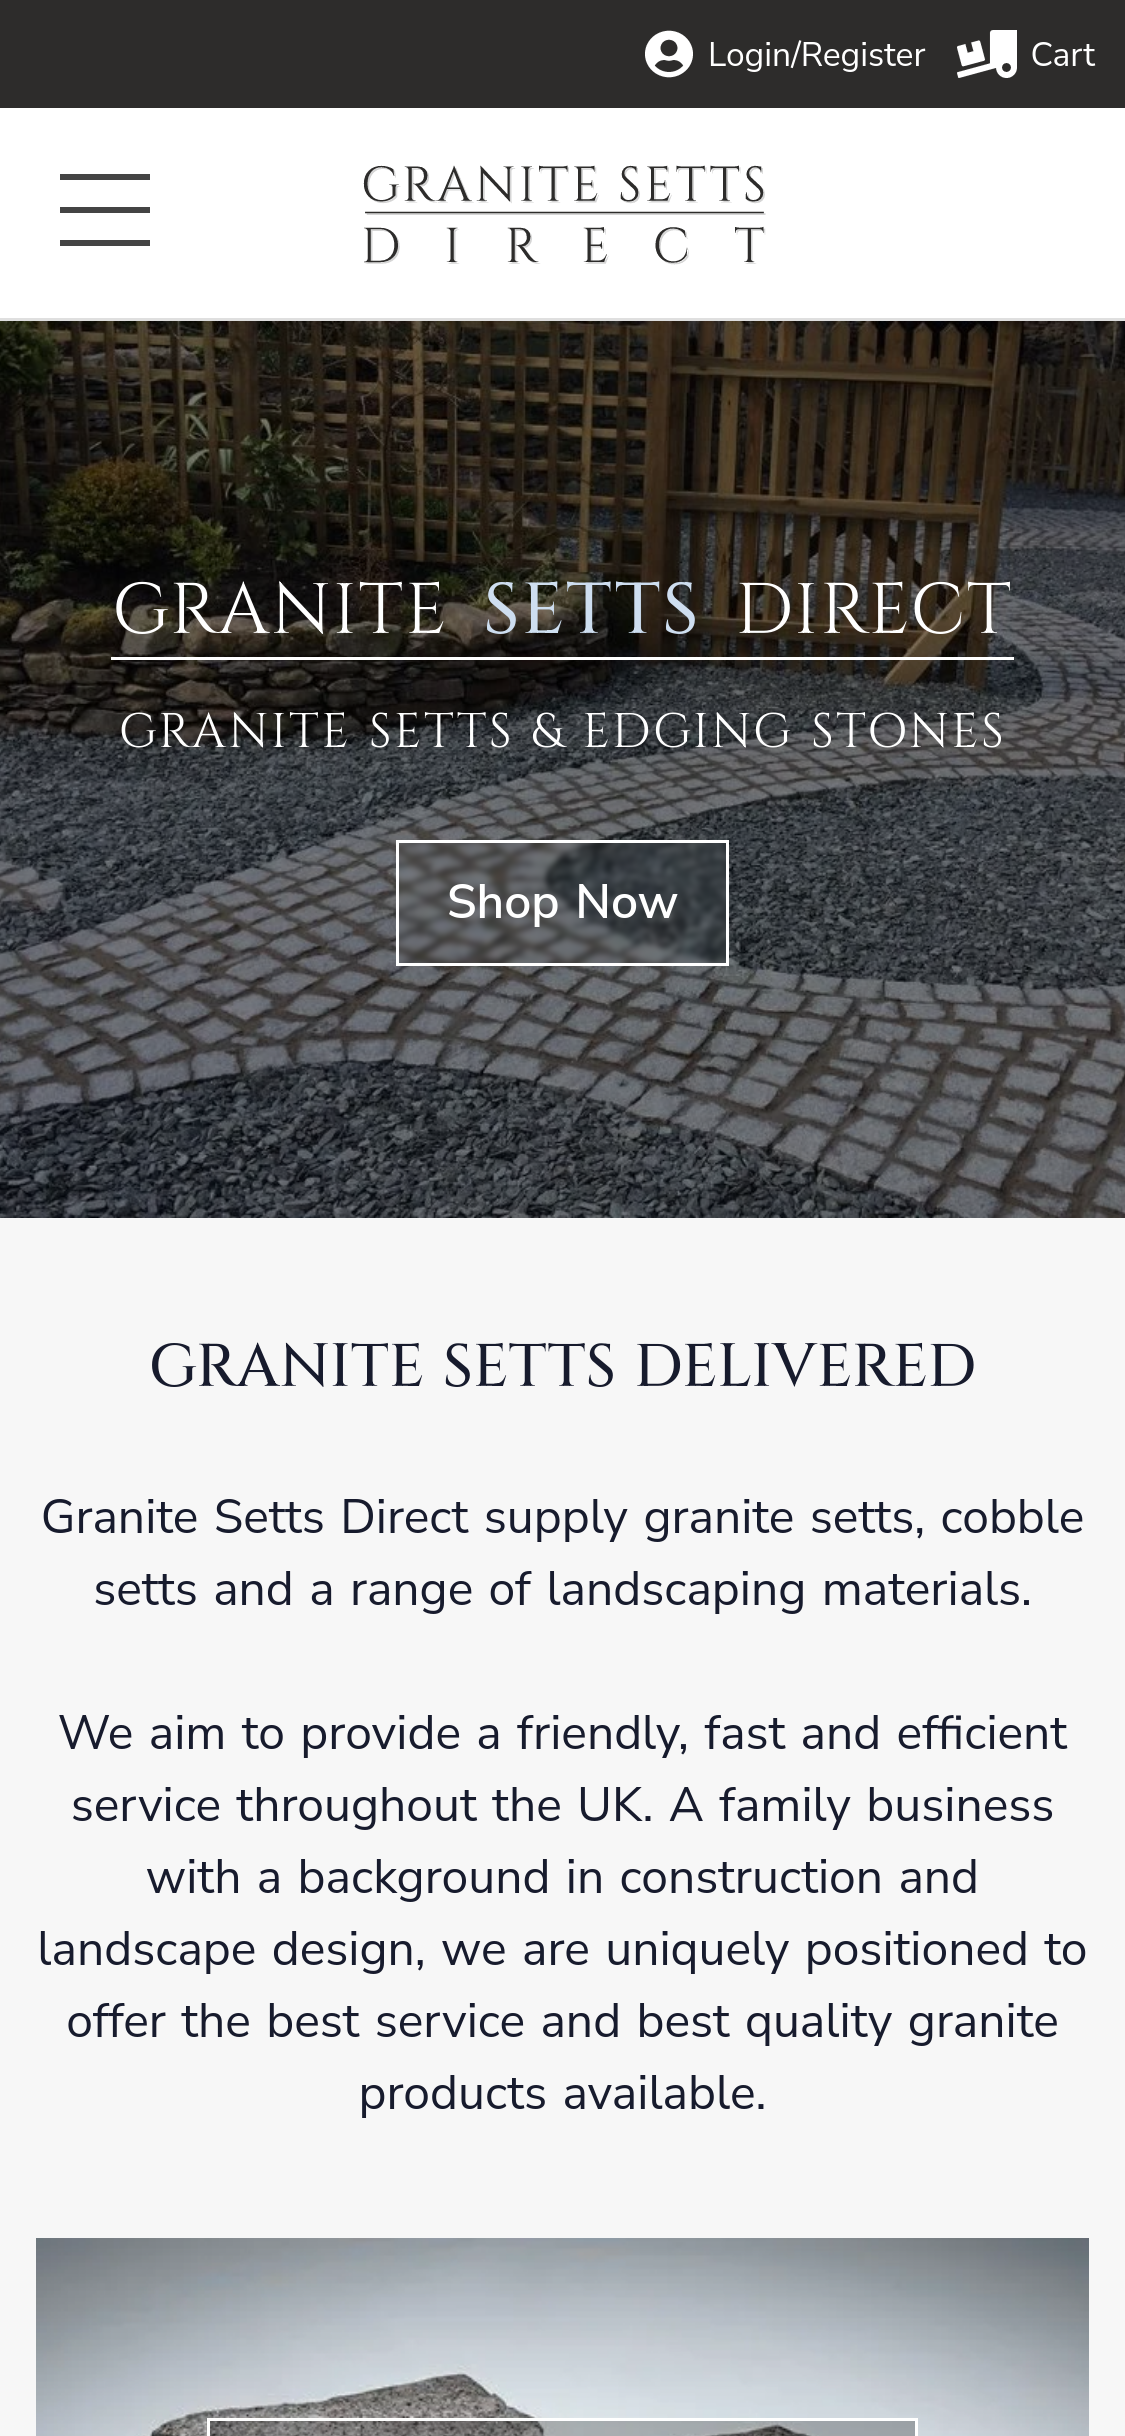 Login/Register
Cart
GRANITE SETTS
DIRECT
GRANITE SETTS DIRECT
GRANITE SETTS & EDGING STONES
Shop Now
GRANITE SETTS DELIVERED
Granite Setts Direct supply granite setts, cobble
setts and a range of landscaping materials.
We aim to provide a friendly, fast and efficient
service throughout the UK. A family business
with a background in construction and
landscape design, we are uniquely positioned to
offer the best service and best quality granite
products available.